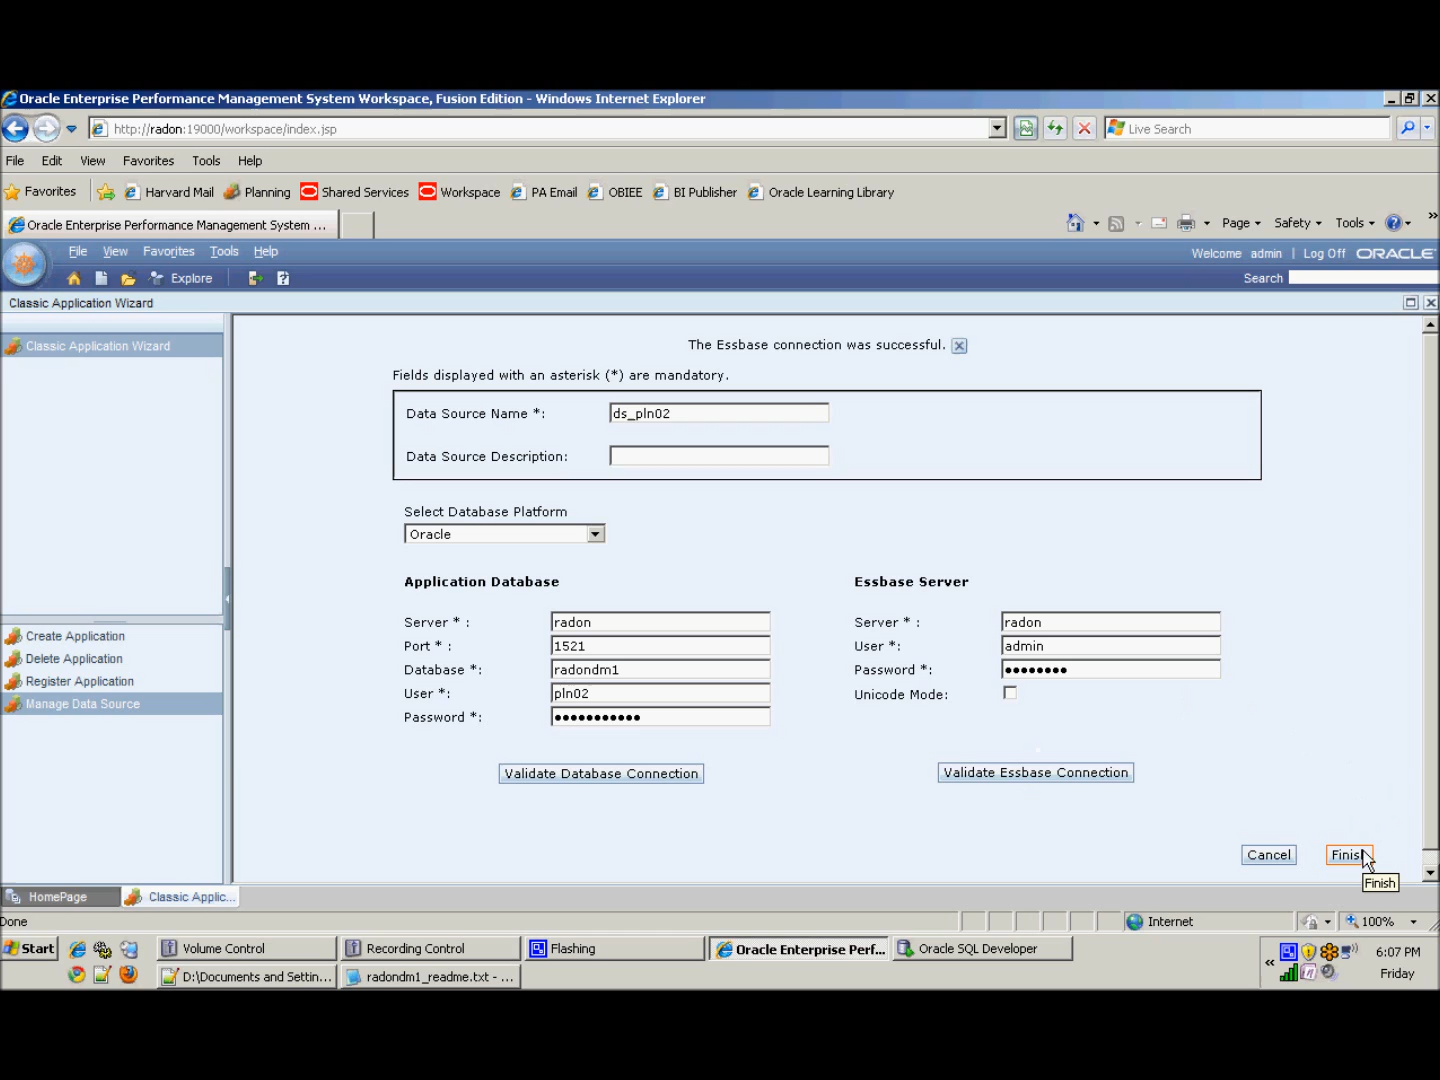 Oracle Enterprise Performance Management System Workspace, Fusion Edition - Windows Internet Explorer
http://radon:19000/workspace/index.jsp
Live Search
File Edit View Favorites Tools Help
Favorites Harvard Mail Planning Shared Services Workspace PA Email OBIEE BI Publisher Oracle Learning Library
Oracle Enterprise Performance Management System ... Page Safety Tools
File View Favorites Tools Help Welcome admin | Log Off ORACLE
Explore Search
Classic Application Wizard
Classic Application Wizard
The Essbase connection was successful.
Fields displayed with an asterisk (*) are mandatory.
Data Source Name *: ds_pln02
Data Source Description:
Select Database Platform
Oracle
Application Database Essbase Server
Server * : radon Server * : radon
Port * : 1521 User *: admin
Database *: radondm1 Password *: ••••••••
User *: pln02 Unicode Mode:
Password *: •••••••••••
Create Application
Delete Application
Register Application
Manage Data Source
Validate Database Connection Validate Essbase Connection
Cancel Finish
Finish
HomePage Classic Applic...
Done Internet 100%
Start Volume Control Recording Control Flashing Oracle Enterprise Perf... Oracle SQL Developer 6:07 PM
D:\Documents and Settin... radondm1_readme.txt - ... Friday